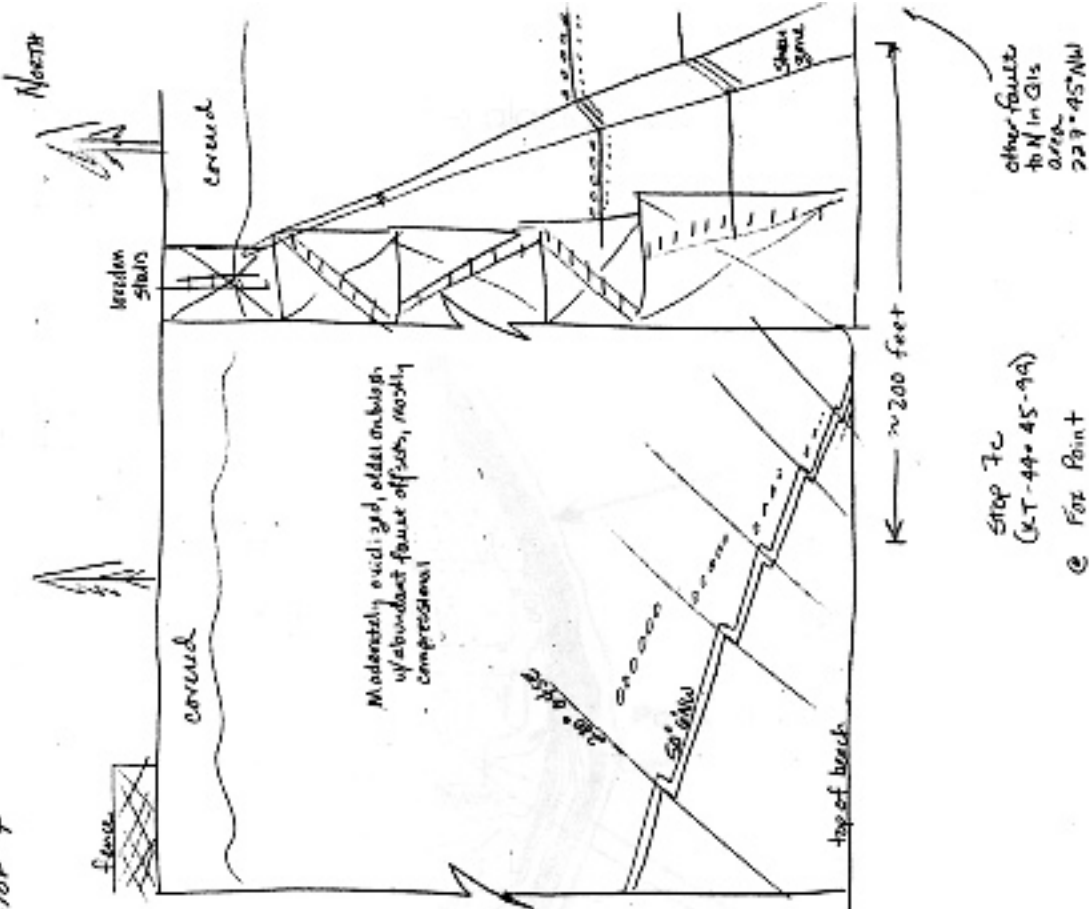 NORTH
fence
covered
covered
wooden
stairs
shear
zone
Moderately oxidized, older outwash
w/ abundant fault offsets, mostly
compressional
50° 6NW
top of beach
~ 200 feet
other fault
to N in Qls
area
227° 45°NW
Stop 7c
(KT-44 • 45-99)
@ Fox Point